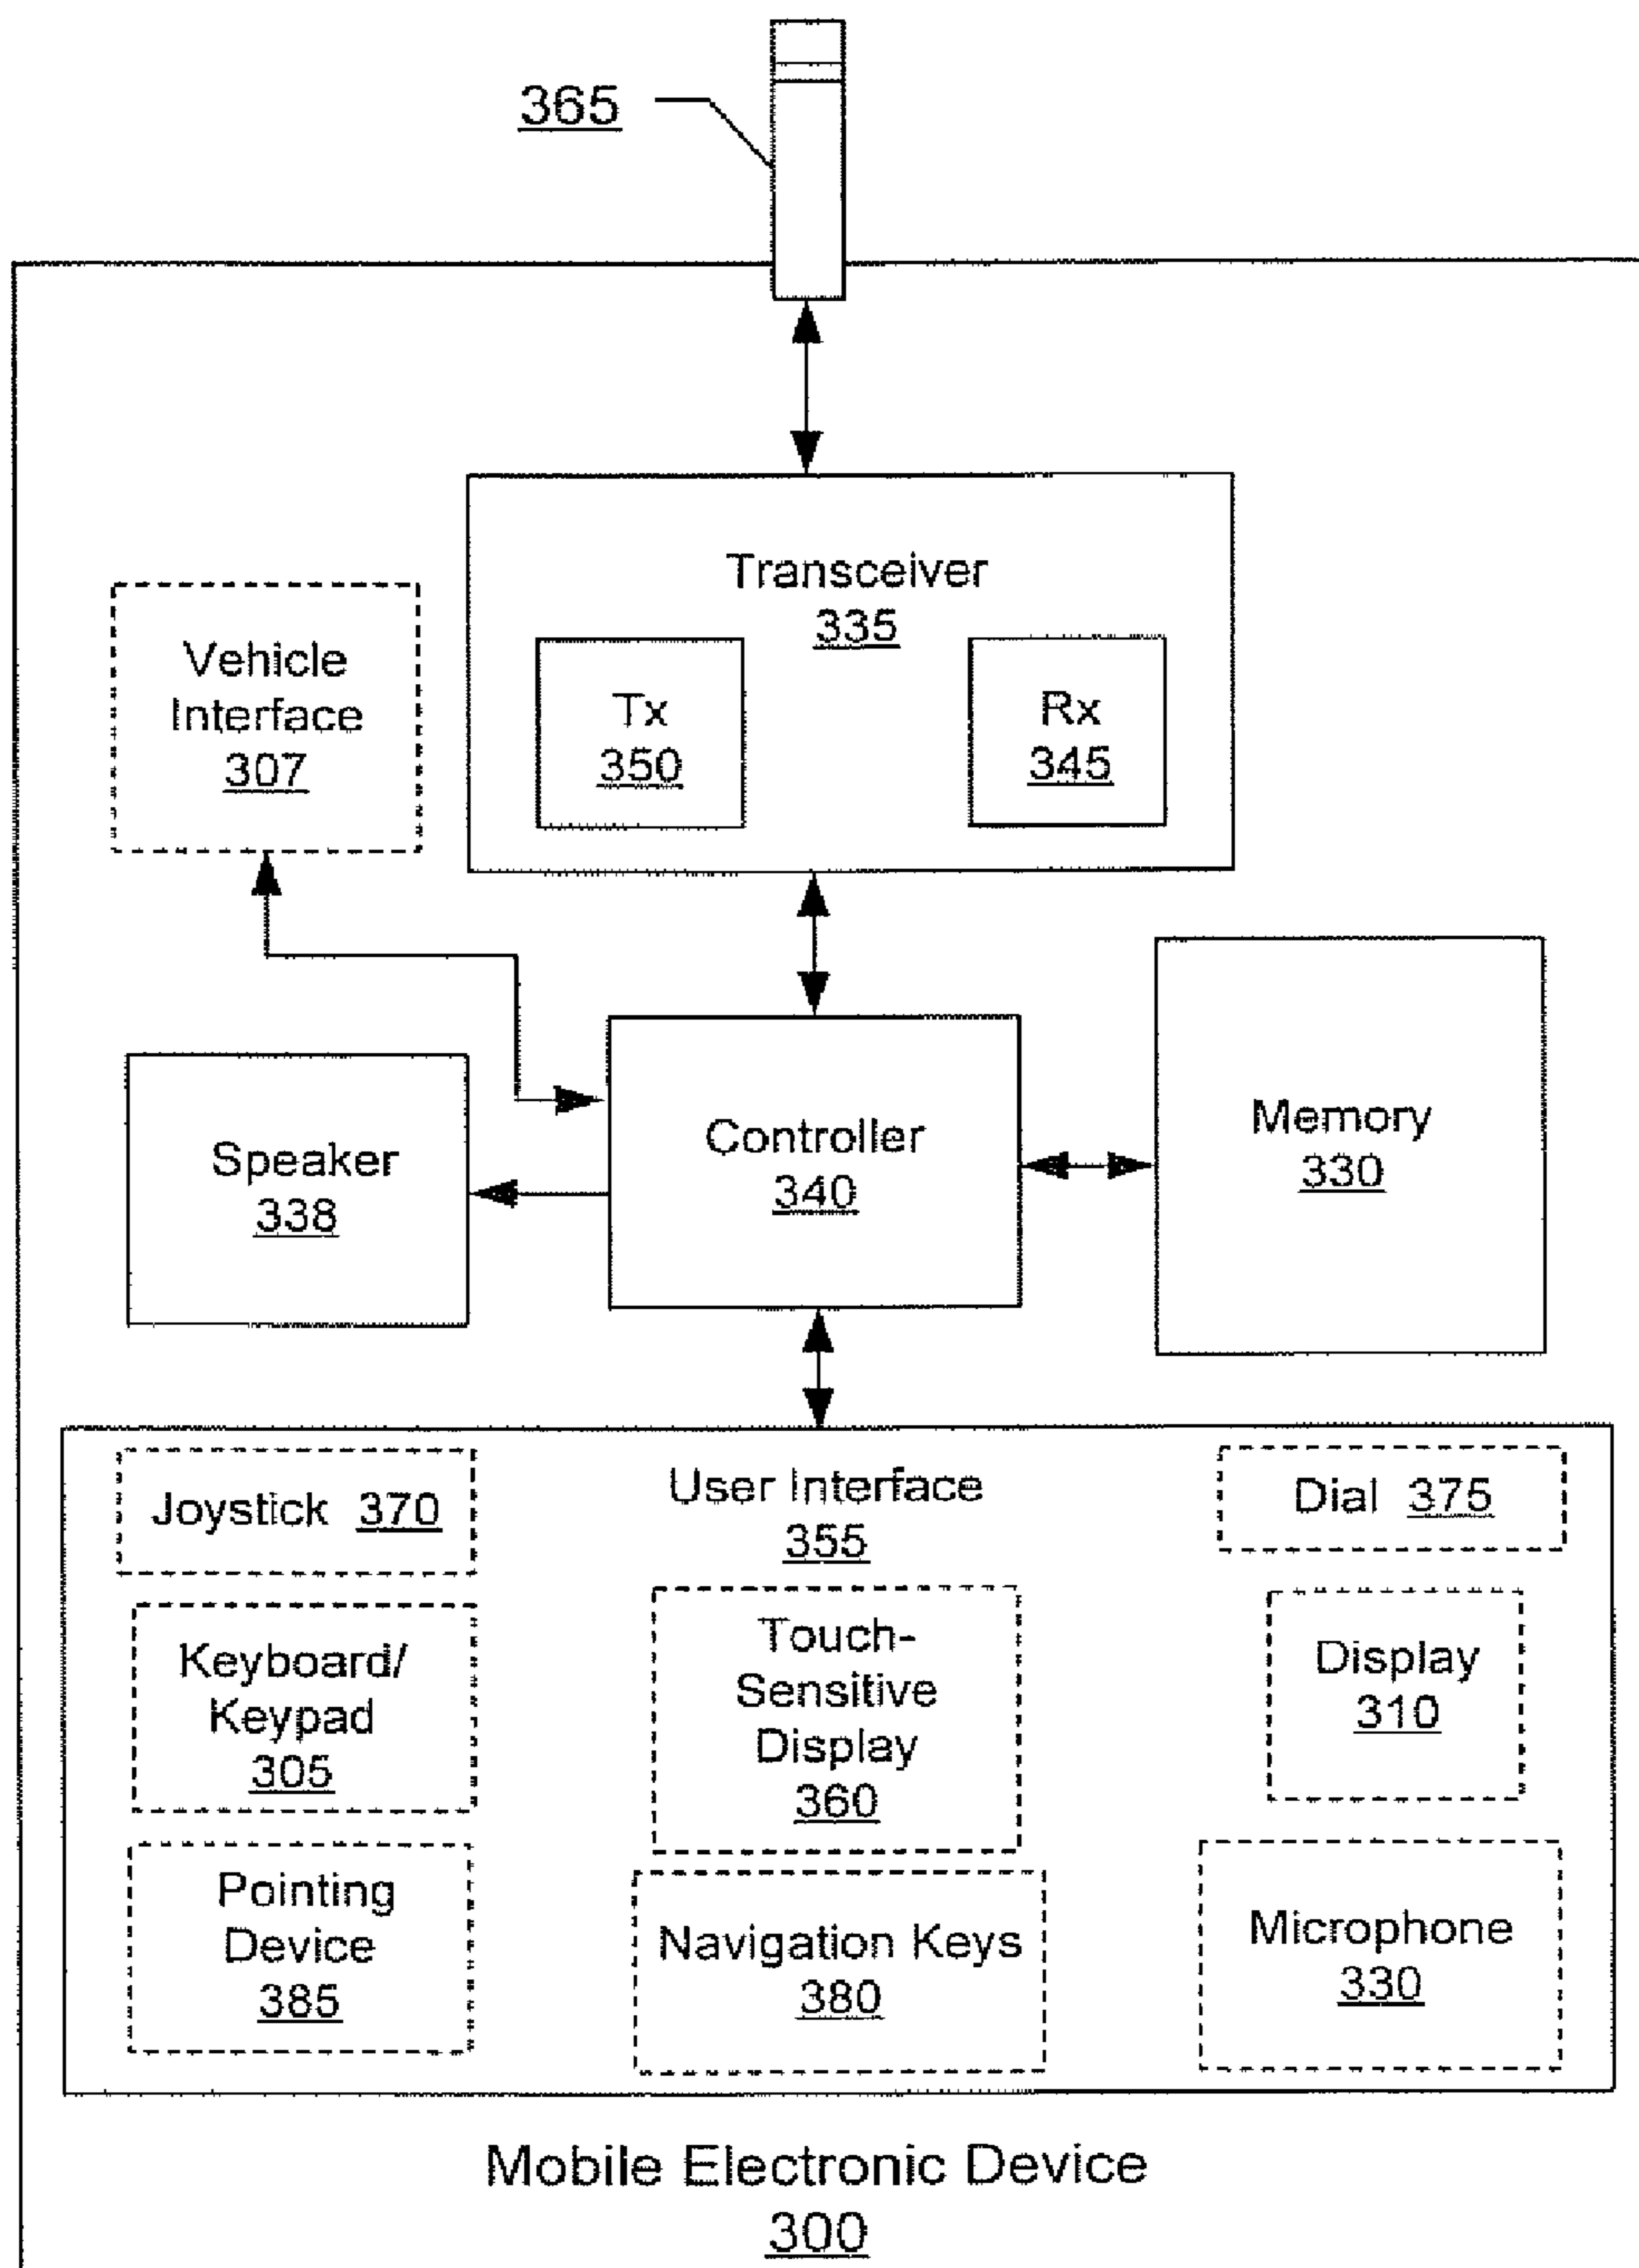 365
Transceiver
335
Vehicle
Interface
307
Tx
350
Rx
345
Speaker
338
Controller
340
Memory
330
User Interface
355
Joystick 370
Dial 375
Keyboard/
Keypad
305
Touch-
Sensitive
Display
360
Display
310
Pointing
Device
385
Navigation Keys
380
Microphone
330
Mobile Electronic Device
300